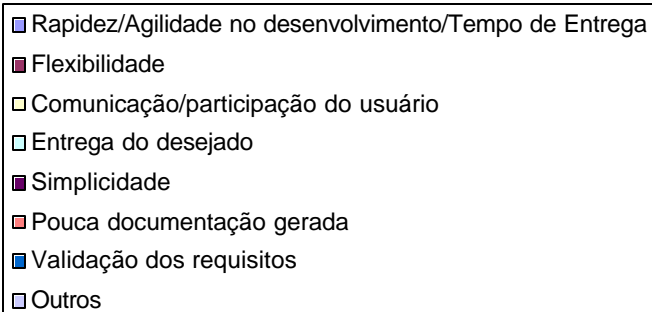 Rapidez/Agilidade no desenvolvimento/Tempo de Entrega
Flexibilidade
Comunicação/participação do usuário
Entrega do desejado
Simplicidade
Pouca documentação gerada
Validação dos requisitos
Outros